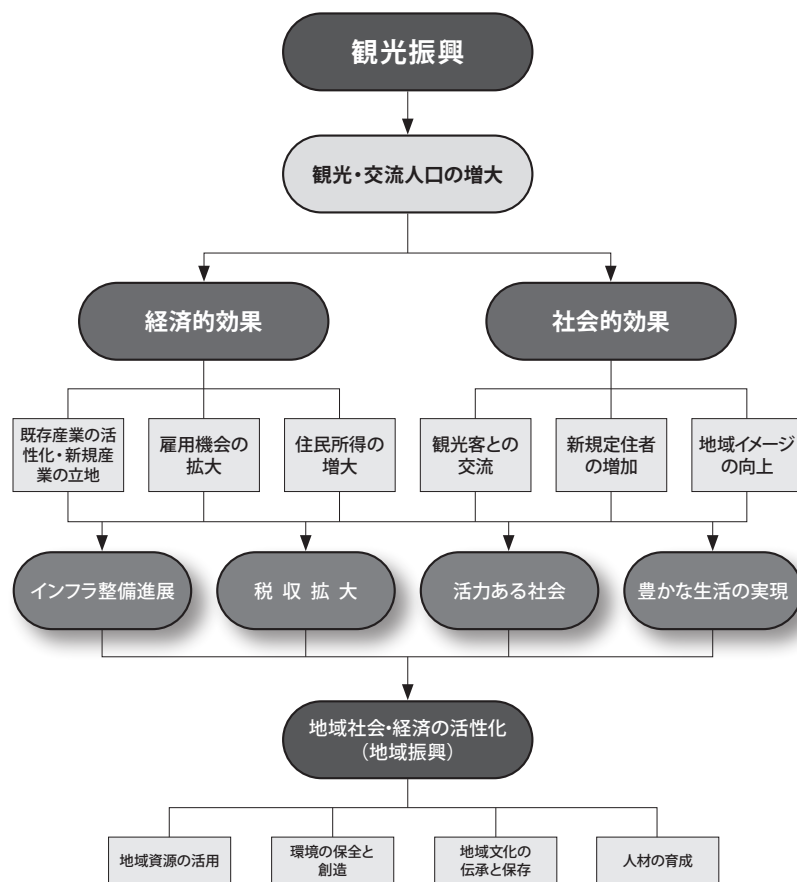 観光振興
観光・交流人口の増大
経済的効果
社会的効果
既存産業の活
性化・新規産
業の立地
雇用機会の
拡大
住民所得の
増大
観光客との
交流
新規定住者
の増加
地域イメージ
の向上
インフラ整備進展
税 収 拡 大
活力ある社会
豊かな生活の実現
地域社会・経済の活性化
(地域振興)
地域資源の活用
環境の保全と
創造
地域文化の
伝承と保存
人材の育成